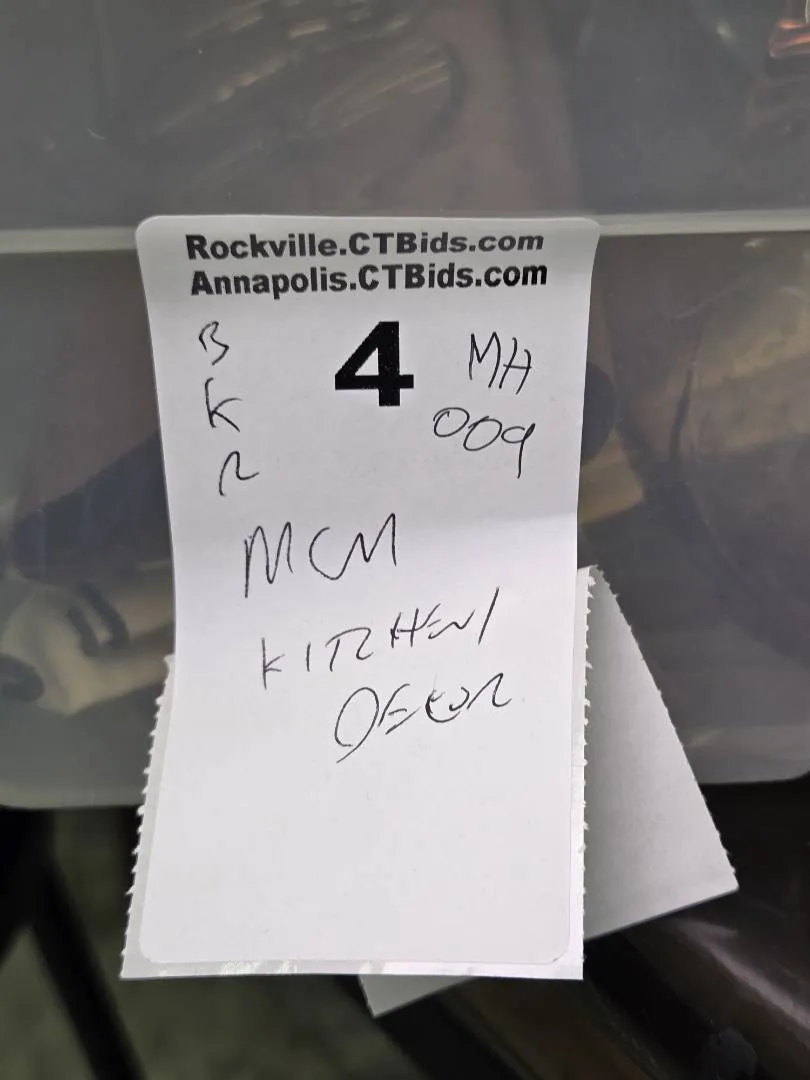 Rockville.CTBids.com
Annapolis.CTBids.com
B
4
MH
K
009
R
MCM
KITCHEN/
DECOR